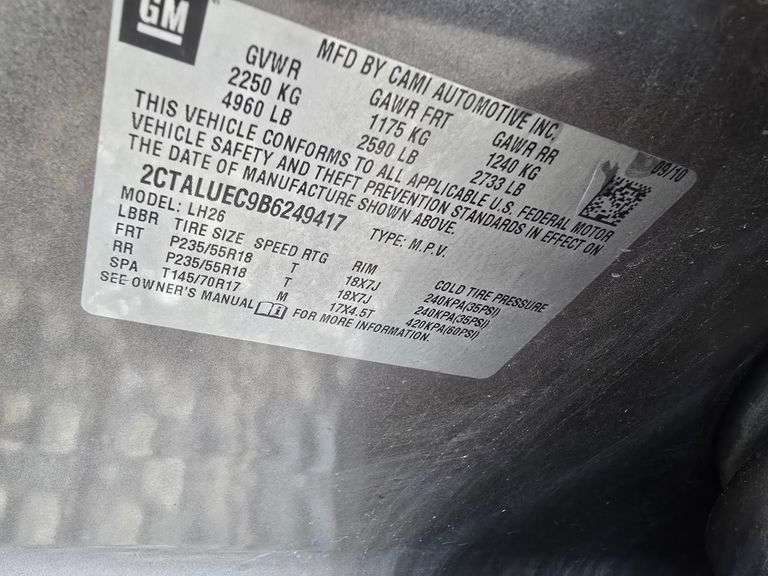 GM
MFD BY CAMI AUTOMOTIVE INC.
09/10
GVWR GAWR FRT GAWR RR
2250 KG 1175 KG 1240 KG
4960 LB 2590 LB 2733 LB
THIS VEHICLE CONFORMS TO ALL APPLICABLE U.S. FEDERAL MOTOR
VEHICLE SAFETY AND THEFT PREVENTION STANDARDS IN EFFECT ON
THE DATE OF MANUFACTURE SHOWN ABOVE.
2CTALUEC9B6249417 TYPE: M.P.V.
MODEL: LH26
LBBR TIRE SIZE SPEED RTG RIM COLD TIRE PRESSURE
FRT P235/55R18 T 18X7J 240KPA(35PSI)
RR P235/55R18 T 18X7J 240KPA(35PSI)
SPA T145/70R17 M 17X4.5T 420KPA(60PSI)
SEE OWNER'S MANUAL FOR MORE INFORMATION.